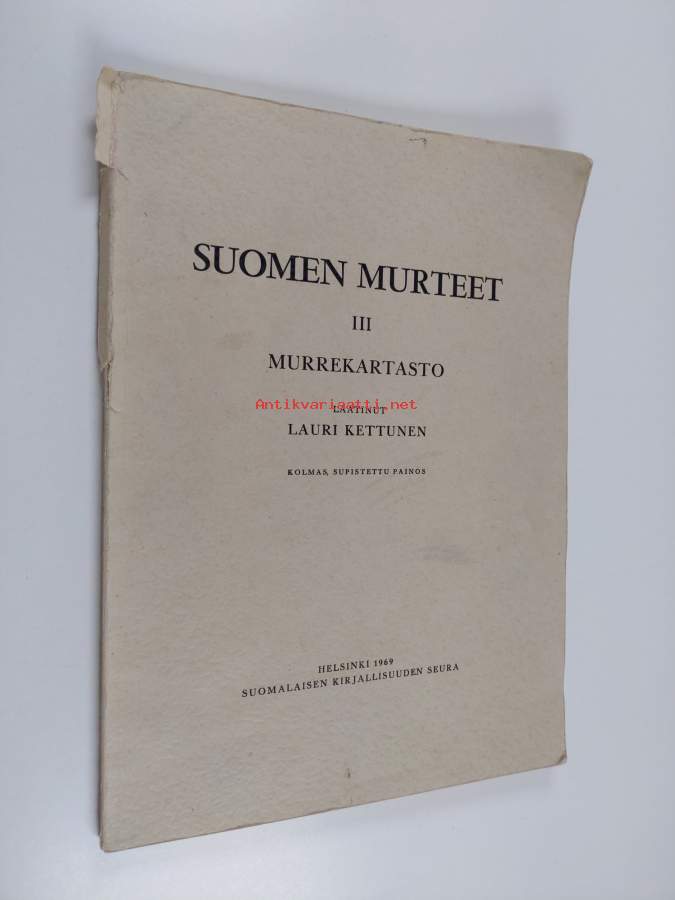 SUOMEN MURTEET
III
MURREKARTASTO
Antikvariaatti.net
LAATINUT
LAURI KETTUNEN
KOLMAS, SUPISTETTU PAINOS
HELSINKI 1969
SUOMALAISEN KIRJALLISUUDEN SEURA